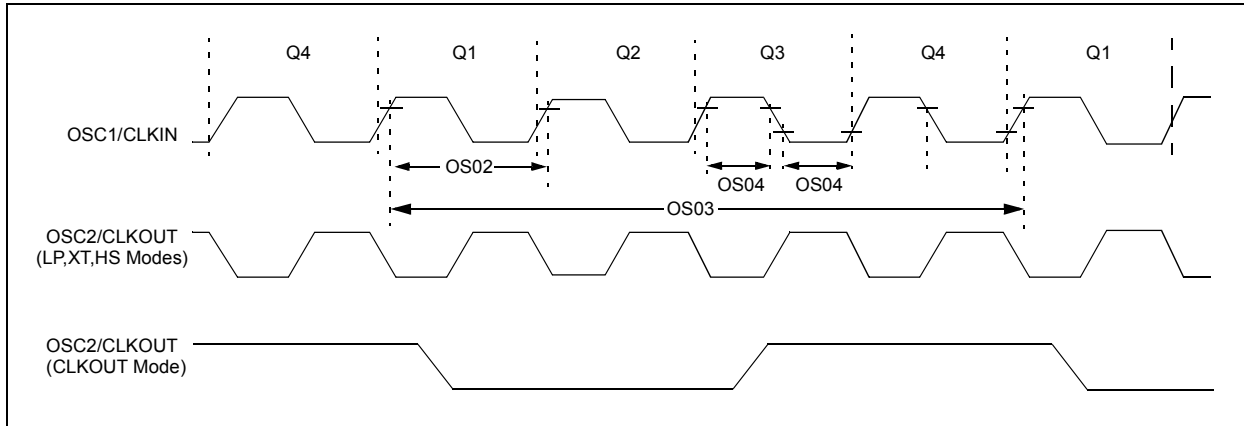 Q4 Q1 Q2 Q3 Q4 Q1
OSC1/CLKIN
OS02
OS04 OS04
OS03
OSC2/CLKOUT
(LP,XT,HS Modes)
OSC2/CLKOUT
(CLKOUT Mode)